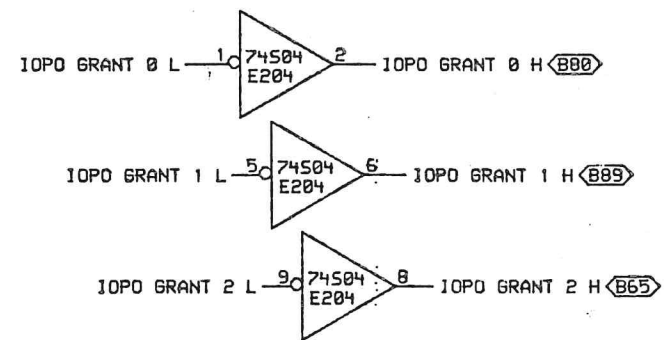 IOPO GRANT 0 L 1 74S04 2 IOPO GRANT 0 H B80
E204
IOPO GRANT 1 L 5 74S04 6 IOPO GRANT 1 H B89
E204
IOPO GRANT 2 L 9 74S04 8 IOPO GRANT 2 H B65
E204